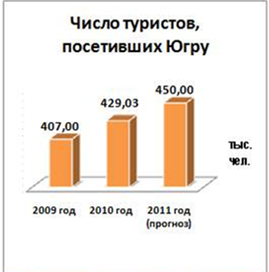 Число туристов,
посетивших Югру
450,00
429,03
407,00
тыс.
чел.
2009 год 2010 год 2011 год
(прогноз)